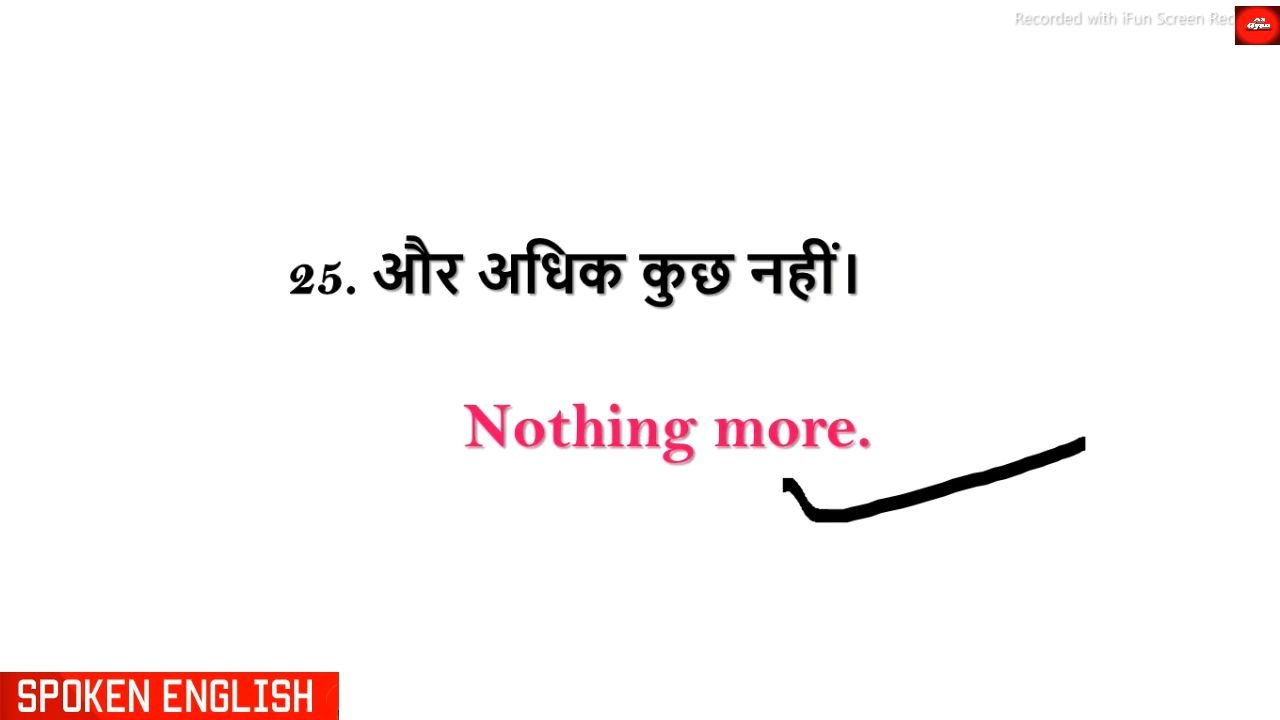 Recorded with iFun Screen Rec
25. और अधिक कुछ नहीं।
Nothing more.
SPOKEN ENGLISH